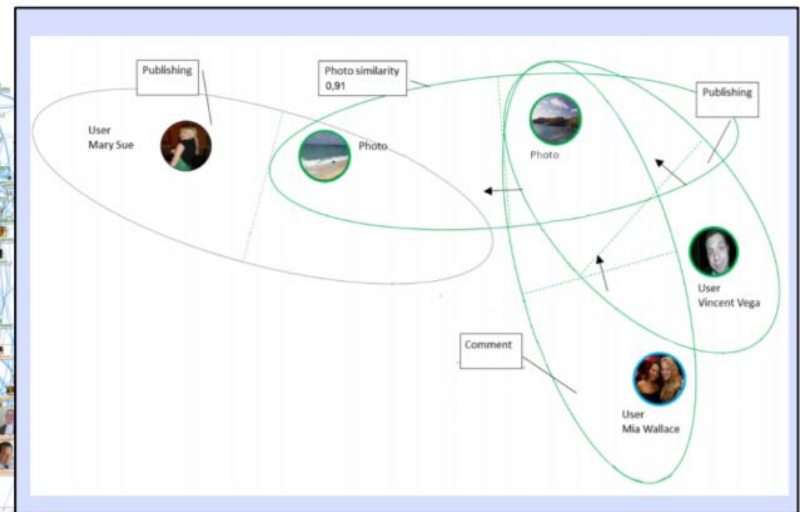 Publishing
Photo similarity
0,91
Publishing
User
Mary Sue
Photo
Photo
User
Vincent Vega
Comment
User
Mia Wallace